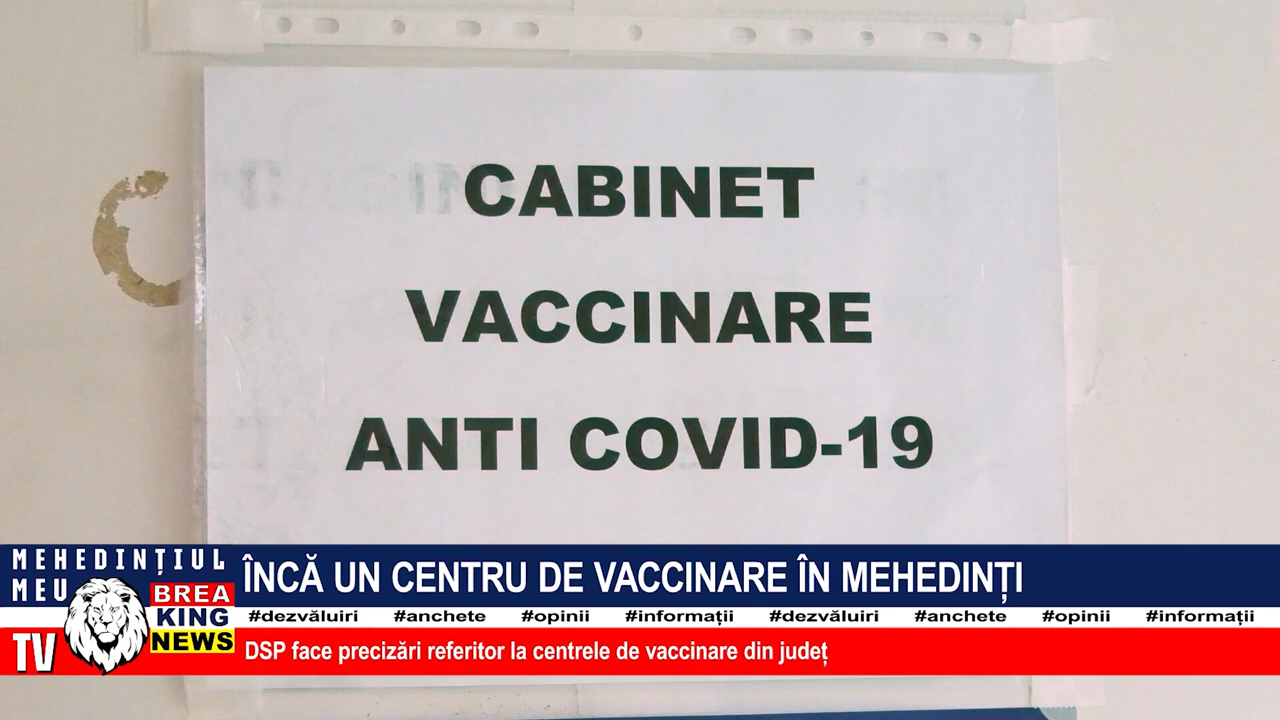 CABINET
VACCINARE
ANTI COVID-19
MEHEDINȚIUL
MEU
TV
BREA
KING
NEWS
ÎNCĂ UN CENTRU DE VACCINARE ÎN MEHEDINȚI
#dezvăluiri #anchete #opinii #informații #dezvăluiri #anchete #opinii #informații
DSP face precizări referitor la centrele de vaccinare din județ